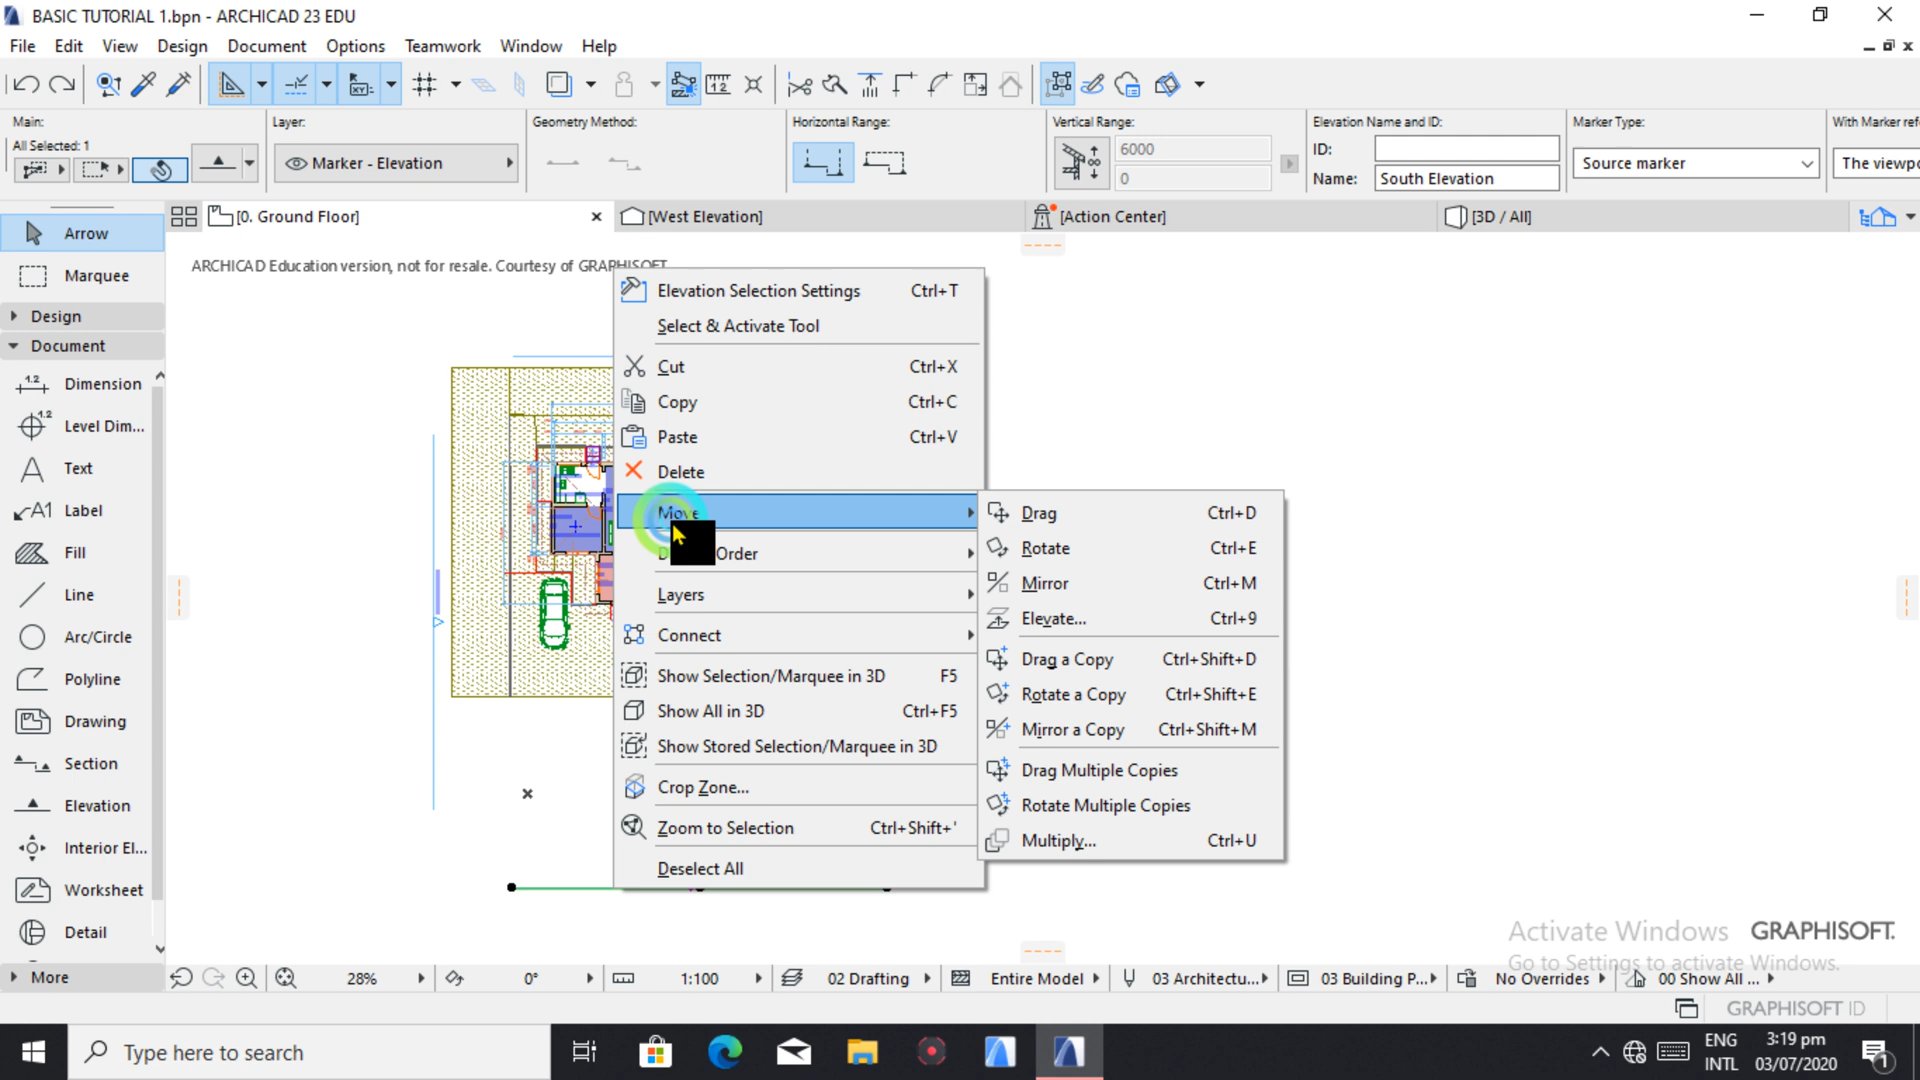 BASIC TUTORIAL 1.bpn - ARCHICAD 23 EDU
File Edit View Design Document Options Teamwork Window Help
Main:
All Selected: 1
Layer:
Marker - Elevation
Geometry Method:
Horizontal Range:
Vertical Range:
6000
0
Elevation Name and ID:
ID:
Name: South Elevation
Marker Type:
Source marker
With Marker ref
The viewpo
[0. Ground Floor]
[West Elevation]
[Action Center]
[3D / All]
Arrow
Marquee
Design
Document
Dimension
Level Dim...
Text
Label
Fill
Line
Arc/Circle
Polyline
Drawing
Section
Elevation
Interior El...
Worksheet
Detail
More
ARCHICAD Education version, not for resale. Courtesy of GRAPHISOFT
Elevation Selection Settings Ctrl+T
Select & Activate Tool
Cut Ctrl+X
Copy Ctrl+C
Paste Ctrl+V
Delete
Move
Order
Layers
Connect
Show Selection/Marquee in 3D F5
Show All in 3D Ctrl+F5
Show Stored Selection/Marquee in 3D
Crop Zone...
Zoom to Selection Ctrl+Shift+'
Deselect All
Drag Ctrl+D
Rotate Ctrl+E
Mirror Ctrl+M
Elevate... Ctrl+9
Drag a Copy Ctrl+Shift+D
Rotate a Copy Ctrl+Shift+E
Mirror a Copy Ctrl+Shift+M
Drag Multiple Copies
Rotate Multiple Copies
Multiply... Ctrl+U
Activate Windows
Go to Settings to activate Windows.
GRAPHISOFT.
28% 0° 1:100 02 Drafting Entire Model 03 Architectu... 03 Building P... No Overrides 00 Show All ...
GRAPHISOFT ID
Type here to search
ENG
INTL
3:19 pm
03/07/2020
1